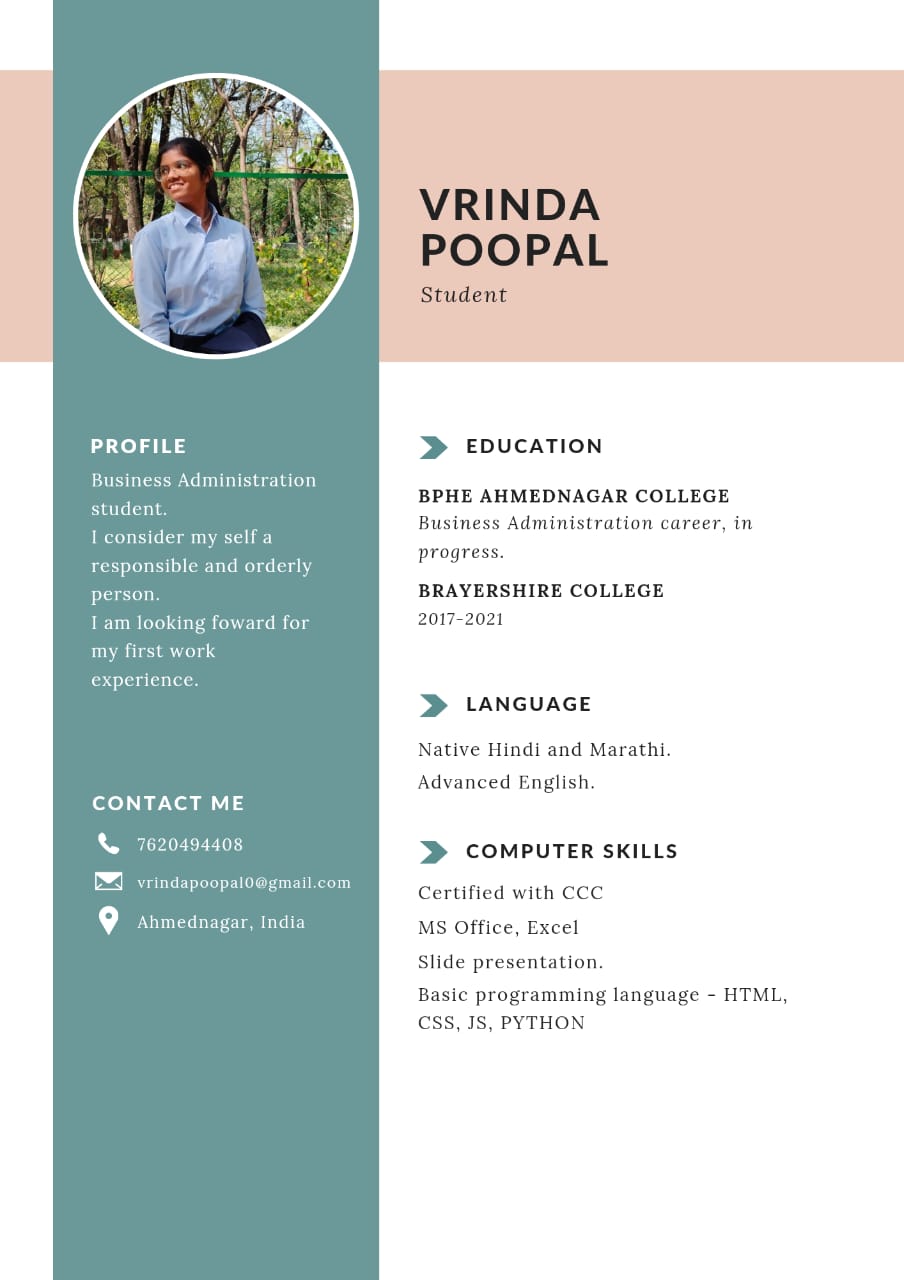 VRINDA
POOPAL
Student
PROFILE
Business Administration
student.
I consider my self a
responsible and orderly
person.
I am looking foward for
my first work
experience.
CONTACT ME
7620494408
vrindapoopal0@gmail.com
Ahmednagar, India
EDUCATION
BPHE AHMEDNAGAR COLLEGE
Business Administration career, in
progress.
BRAYERSHIRE COLLEGE
2017-2021
LANGUAGE
Native Hindi and Marathi.
Advanced English.
COMPUTER SKILLS
Certified with CCC
MS Office, Excel
Slide presentation.
Basic programming language - HTML,
CSS, JS, PYTHON